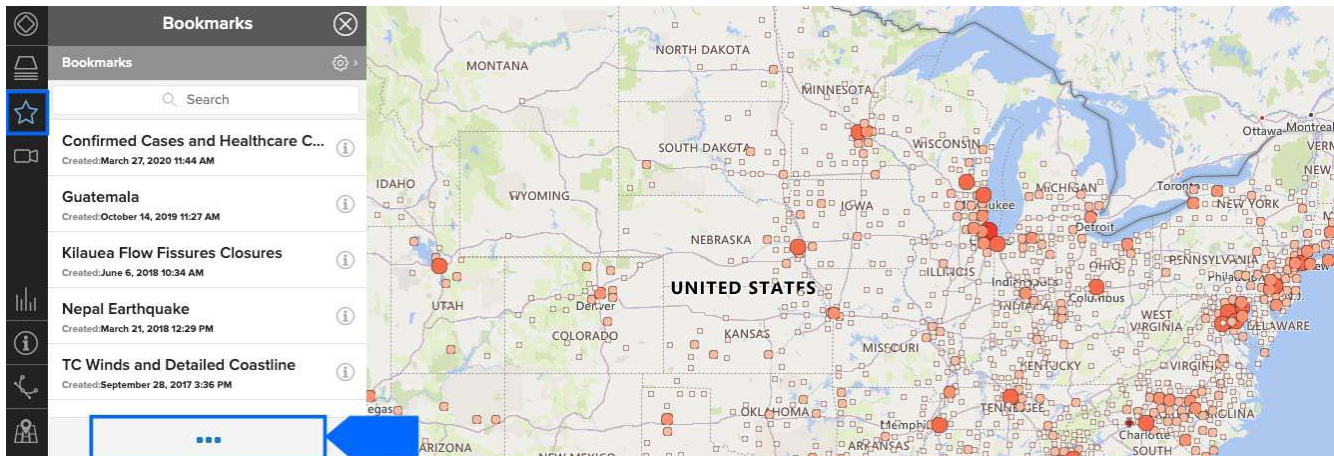 Bookmarks
Bookmarks
Search
Confirmed Cases and Healthcare C...
Created:March 27, 2020 11:44 AM
Guatemala
Created:October 14, 2019 11:27 AM
Kilauea Flow Fissures Closures
Created:June 6, 2018 10:34 AM
Nepal Earthquake
Created:March 21, 2018 12:29 PM
TC Winds and Detailed Coastline
Created:September 28, 2017 3:36 PM
...
NORTH DAKOTA
MONTANA
MINNESOTA
Ottawa
Montreal
VERM
SOUTH DAKOTA
WISCONSIN
NEW
IDAHO
WYOMING
MICHIGAN
Toronto
NEW YORK
IOWA
Detroit
NEBRASKA
ILLINOIS
OHIO
PENNSYLVANIA
UNITED STATES
Columbus
UTAH
Denver
WEST
VIRGINIA
DELAWARE
COLORADO
KANSAS
MISSOURI
KENTUCKY
VIRGINIA
egas
OKLAHOMA
TENNESSEE
Memphis
Charlotte
ARIZONA
NEW MEXICO
ARKANSAS
SOUTH